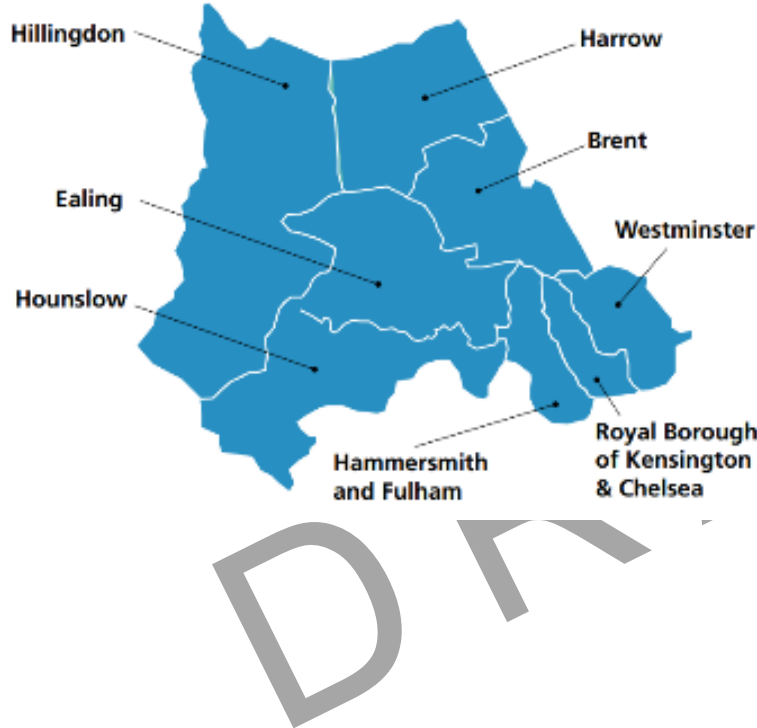 Hillingdon
Harrow
Brent
Ealing
Westminster
Hounslow
Royal Borough
of Kensington
& Chelsea
Hammersmith
and Fulham
D R